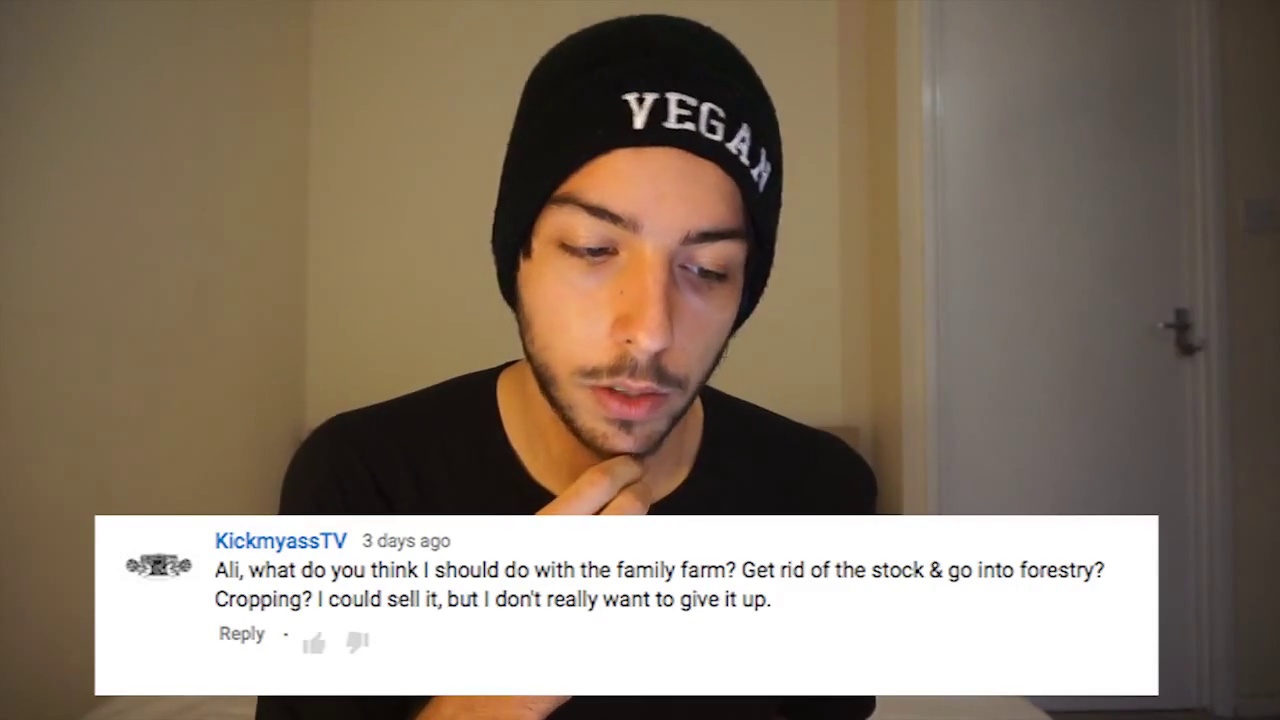 VEGAN
KickmyassTV 3 days ago
Ali, what do you think I should do with the family farm? Get rid of the stock & go into forestry?
Cropping? I could sell it, but I don't really want to give it up.
Reply ·